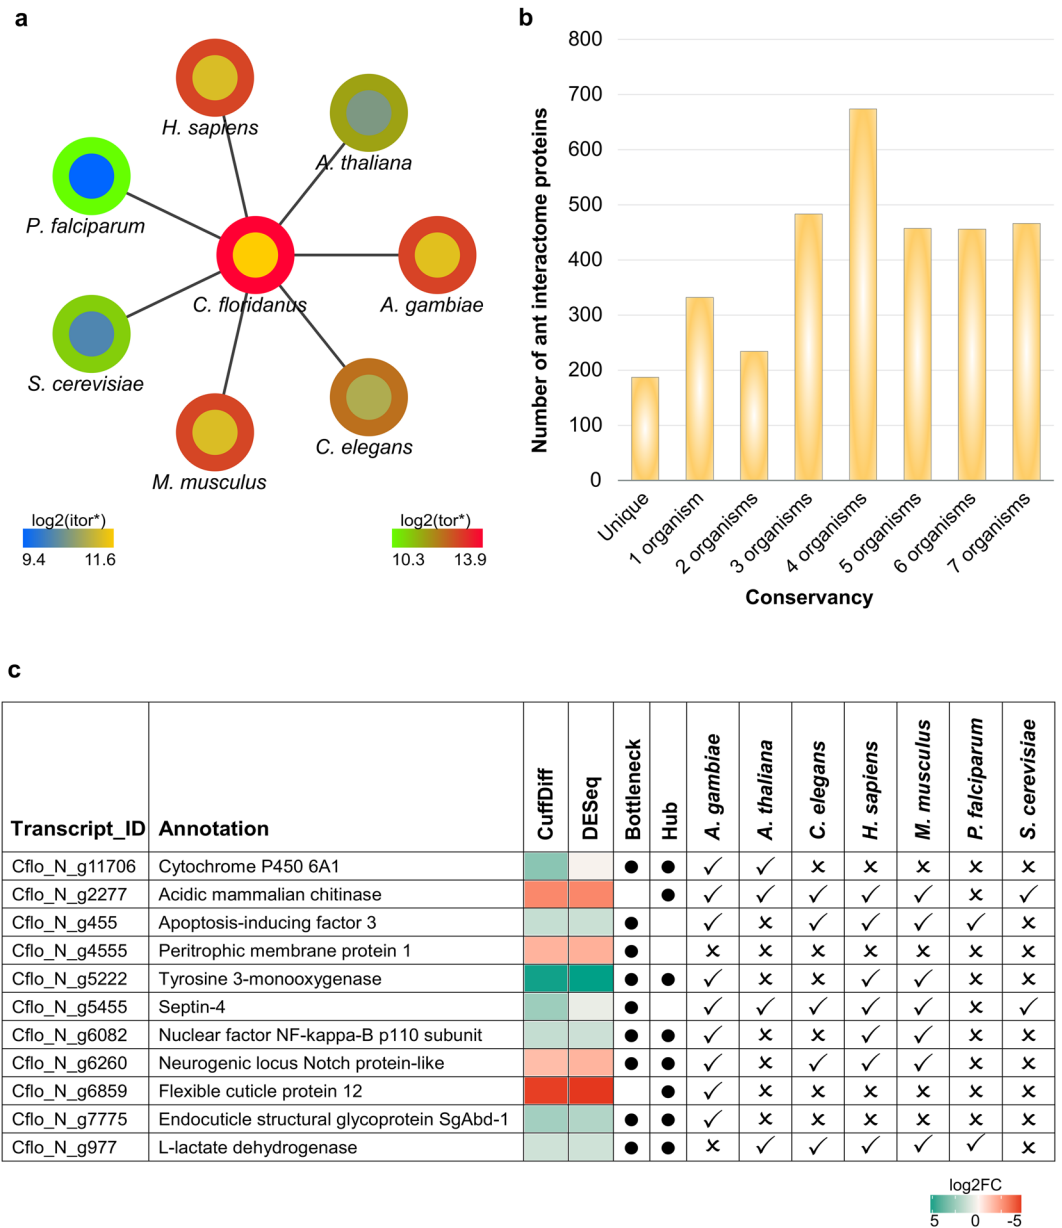 a
H. sapiens
A. thaliana
P. falciparum
C. floridanus
A. gambiae
S. cerevisiae
C. elegans
M. musculus
log2(itor*)
9.4 11.6
log2(tor*)
10.3 13.9
b
Number of ant interactome proteins
800
700
600
500
400
300
200
100
0
Unique
1 organism
2 organisms
3 organisms
4 organisms
5 organisms
6 organisms
7 organisms
Conservancy
c
Transcript_ID Annotation CuffDiff DESeq Bottleneck Hub A. gambiae A. thaliana C. elegans H. sapiens M. musculus P. falciparum S. cerevisiae
Cflo_N_g11706 Cytochrome P450 6A1
Cflo_N_g2277 Acidic mammalian chitinase
Cflo_N_g455 Apoptosis-inducing factor 3
Cflo_N_g4555 Peritrophic membrane protein 1
Cflo_N_g5222 Tyrosine 3-monooxygenase
Cflo_N_g5455 Septin-4
Cflo_N_g6082 Nuclear factor NF-kappa-B p110 subunit
Cflo_N_g6260 Neurogenic locus Notch protein-like
Cflo_N_g6859 Flexible cuticle protein 12
Cflo_N_g7775 Endocuticle structural glycoprotein SgAbd-1
Cflo_N_g977 L-lactate dehydrogenase
log2FC
5 0 -5